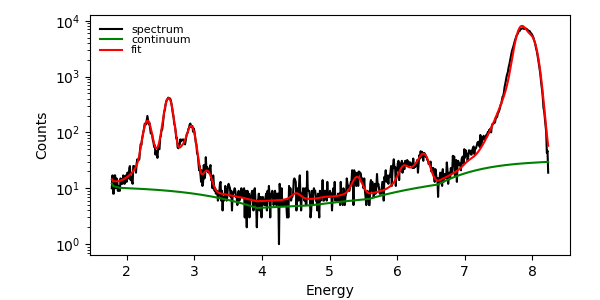 spectrum
continuum
fit
Counts
10⁴
10³
10²
10¹
10⁰
2 3 4 5 6 7 8
Energy